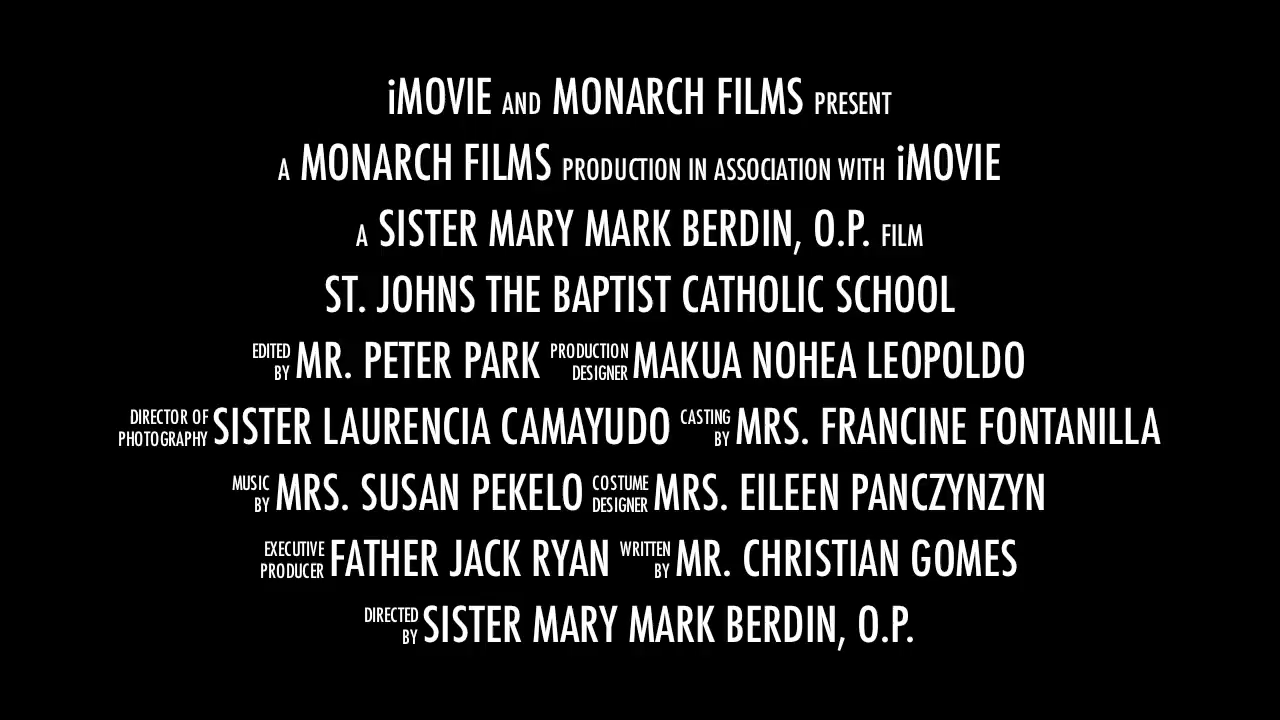 iMOVIE AND MONARCH FILMS PRESENT
A MONARCH FILMS PRODUCTION IN ASSOCIATION WITH iMOVIE
A SISTER MARY MARK BERDIN, O.P. FILM
ST. JOHNS THE BAPTIST CATHOLIC SCHOOL
EDITED BY MR. PETER PARK PRODUCTION DESIGNER MAKUA NOHEA LEOPOLDO
DIRECTOR OF PHOTOGRAPHY SISTER LAURENCIA CAMAYUDO CASTING BY MRS. FRANCINE FONTANILLA
MUSIC BY MRS. SUSAN PEKELO COSTUME DESIGNER MRS. EILEEN PANCZYNZYN
EXECUTIVE PRODUCER FATHER JACK RYAN WRITTEN BY MR. CHRISTIAN GOMES
DIRECTED BY SISTER MARY MARK BERDIN, O.P.